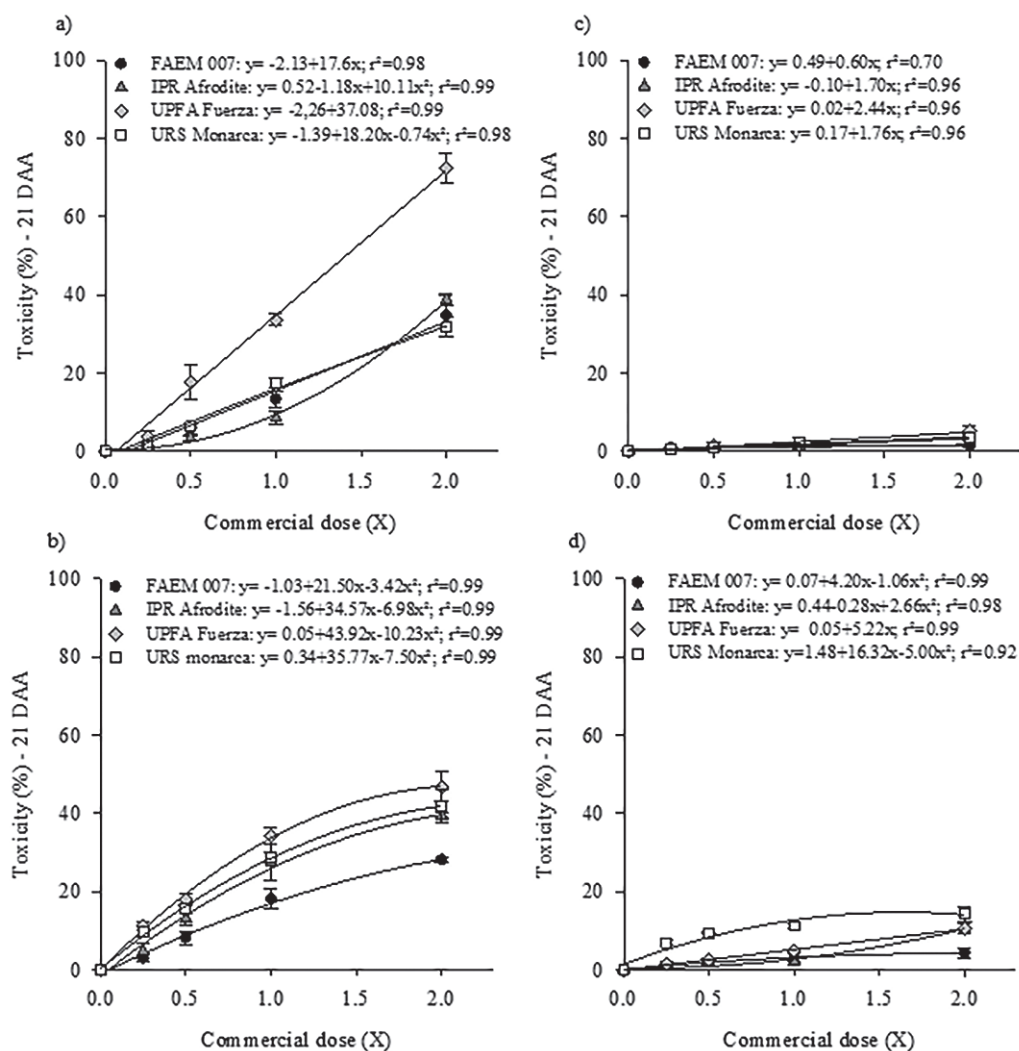 a)
100
80
60
40
20
0
Toxicity (%) - 21 DAA
FAEM 007: y= -2.13+17.6x; r²=0.98
IPR Afrodite: y= 0.52-1.18x+10.11x²; r²=0.99
UPFA Fuerza: y= -2,26+37.08; r²=0.99
URS Monarca: y= -1.39+18.20x-0.74x²; r²=0.98
0.0 0.5 1.0 2.0
Commercial dose (X)
c)
100
80
60
40
20
0
Toxicity (%) - 21 DAA
FAEM 007: y= 0.49+0.60x; r²=0.70
IPR Afrodite: y= -0.10+1.70x; r²=0.96
UPFA Fuerza: y= 0.02+2.44x; r²=0.96
URS Monarca: y= 0.17+1.76x; r²=0.96
0.0 0.5 1.0 2.0
Commercial dose (X)
b)
100
80
60
40
20
0
Toxicity (%) - 21 DAA
FAEM 007: y= -1.03+21.50x-3.42x²; r²=0.99
IPR Afrodite: y= -1.56+34.57x-6.98x²; r²=0.99
UPFA Fuerza: y= 0.05+43.92x-10.23x²; r²=0.99
URS monarca: y= 0.34+35.77x-7.50x²; r²=0.99
0.0 0.5 1.0 2.0
Commercial dose (X)
d)
100
80
60
40
20
0
Toxicity (%) - 21 DAA
FAEM 007: y= 0.07+4.20x-1.06x²; r²=0.99
IPR Afrodite: y= 0.44-0.28x+2.66x²; r²=0.98
UPFA Fuerza: y= 0.05+5.22x; r²=0.99
URS Monarca: y=1.48+16.32x-5.00x²; r²=0.92
0.0 0.5 1.0 2.0
Commercial dose (X)